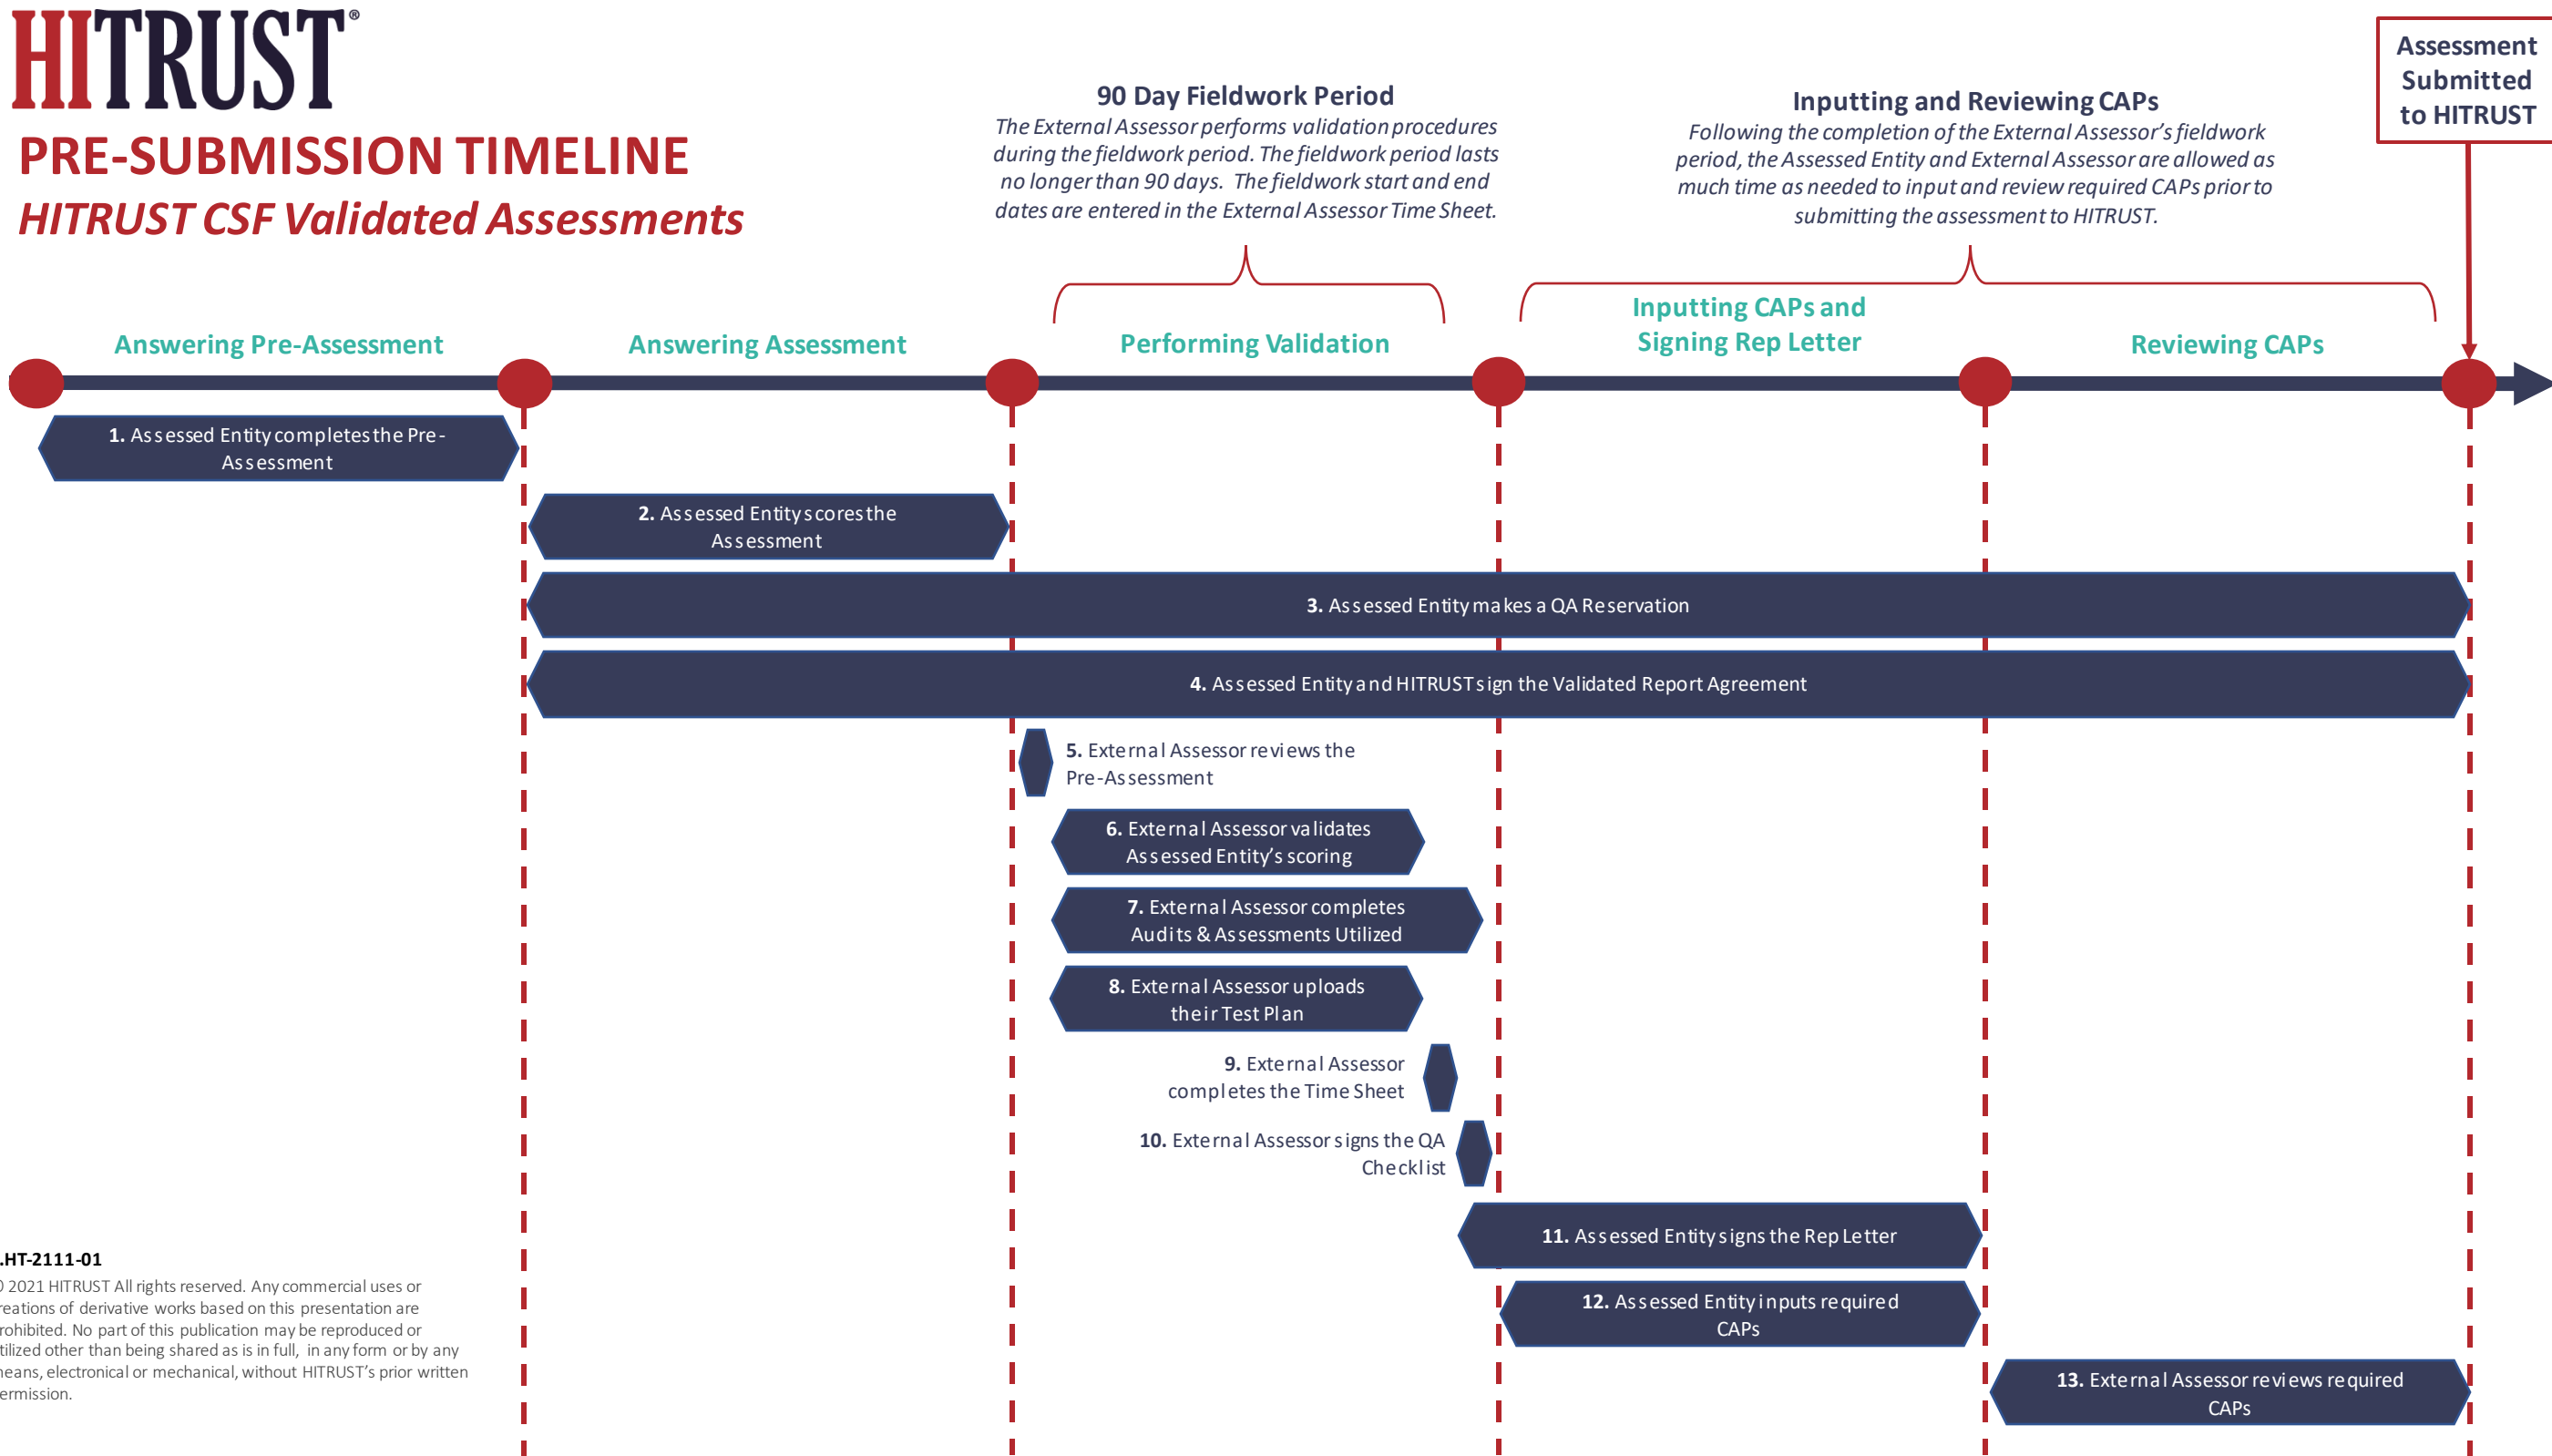 HITRUST®
PRE-SUBMISSION TIMELINE
HITRUST CSF Validated Assessments
90 Day Fieldwork Period
The External Assessor performs validation procedures
during the fieldwork period. The fieldwork period lasts
no longer than 90 days. The fieldwork start and end
dates are entered in the External Assessor Time Sheet.
Inputting and Reviewing CAPs
Following the completion of the External Assessor's fieldwork
period, the Assessed Entity and External Assessor are allowed as
much time as needed to input and review required CAPs prior to
submitting the assessment to HITRUST.
Assessment
Submitted
to HITRUST
Answering Pre-Assessment
Answering Assessment
Performing Validation
Inputting CAPs and
Signing Rep Letter
Reviewing CAPs
1. Assessed Entity completes the Pre-
Assessment
2. Assessed Entity scores the
Assessment
3. Assessed Entity makes a QA Reservation
4. Assessed Entity and HITRUST sign the Validated Report Agreement
5. External Assessor reviews the
Pre-Assessment
6. External Assessor validates
Assessed Entity's scoring
7. External Assessor completes
Audits & Assessments Utilized
8. External Assessor uploads
their Test Plan
9. External Assessor
completes the Time Sheet
10. External Assessor signs the QA
Checklist
11. Assessed Entity signs the Rep Letter
12. Assessed Entity inputs required
CAPs
13. External Assessor reviews required
CAPs
.HT-2111-01
2021 HITRUST All rights reserved. Any commercial uses or
reations of derivative works based on this presentation are
rohibited. No part of this publication may be reproduced or
tilized other than being shared as is in full, in any form or by any
eans, electronical or mechanical, without HITRUST's prior written
ermission.